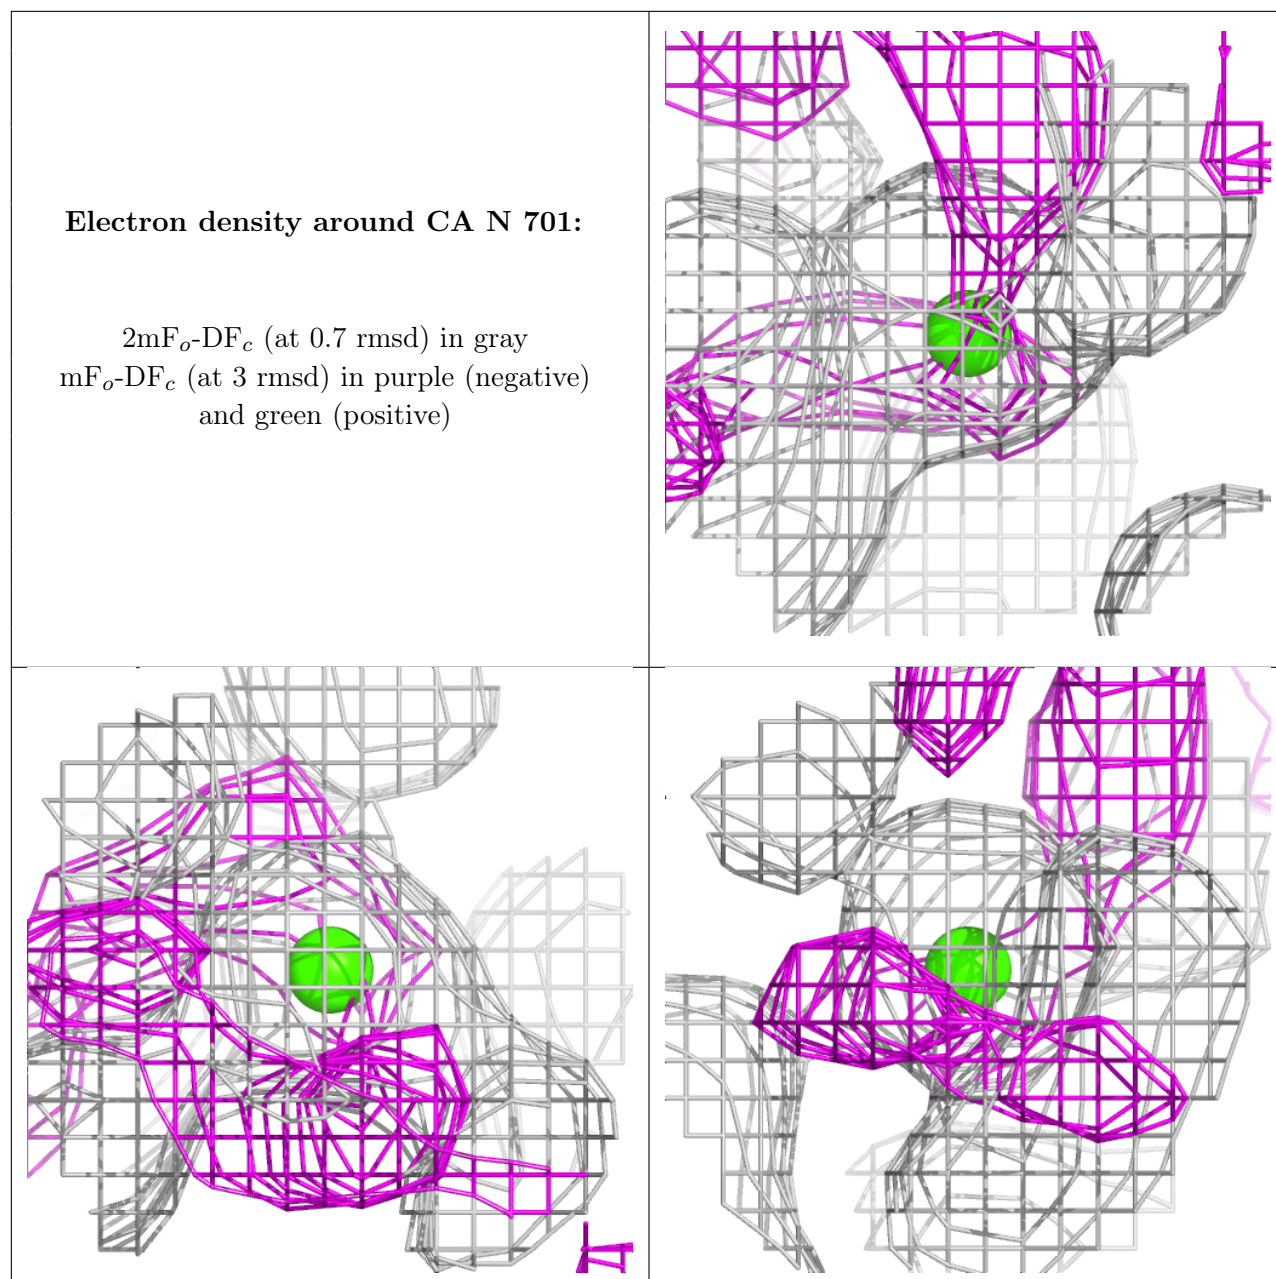 Electron density around CA N 701:
2mFo-DFc (at 0.7 rmsd) in gray
mFo-DFc (at 3 rmsd) in purple (negative)
and green (positive)